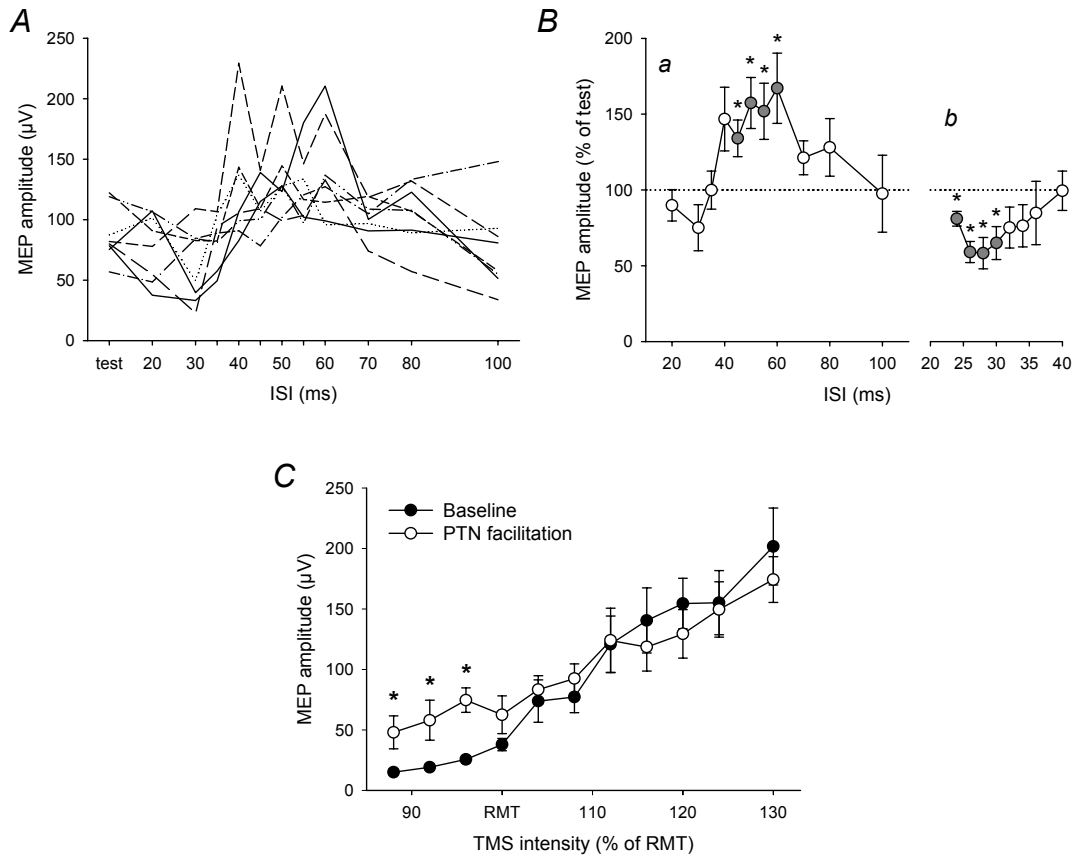 A
MEP amplitude (µV)
250
200
150
100
50
0
test 20 30 40 50 60 70 80 100
ISI (ms)
B
MEP amplitude (% of test)
200
150
100
50
0
a
* * * * *
b
* * * *
20 40 60 80 100
20 25 30 35 40
ISI (ms)
C
MEP amplitude (µV)
250
200
150
100
50
0
Baseline
PTN facilitation
* * *
90 RMT 110 120 130
TMS intensity (% of RMT)